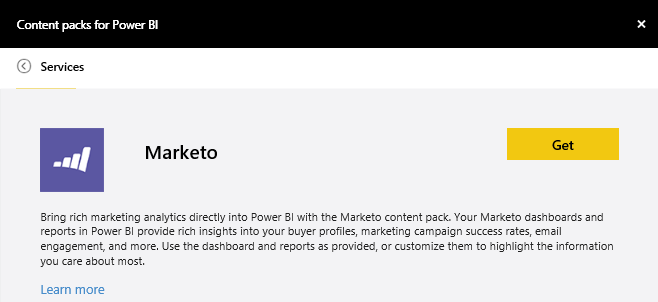 Content packs for Power BI
Services
Marketo
Get
Bring rich marketing analytics directly into Power BI with the Marketo content pack. Your Marketo dashboards and
reports in Power BI provide rich insights into your buyer profiles, marketing campaign success rates, email
engagement, and more. Use the dashboard and reports as provided, or customize them to highlight the information
you care about most.
Learn more